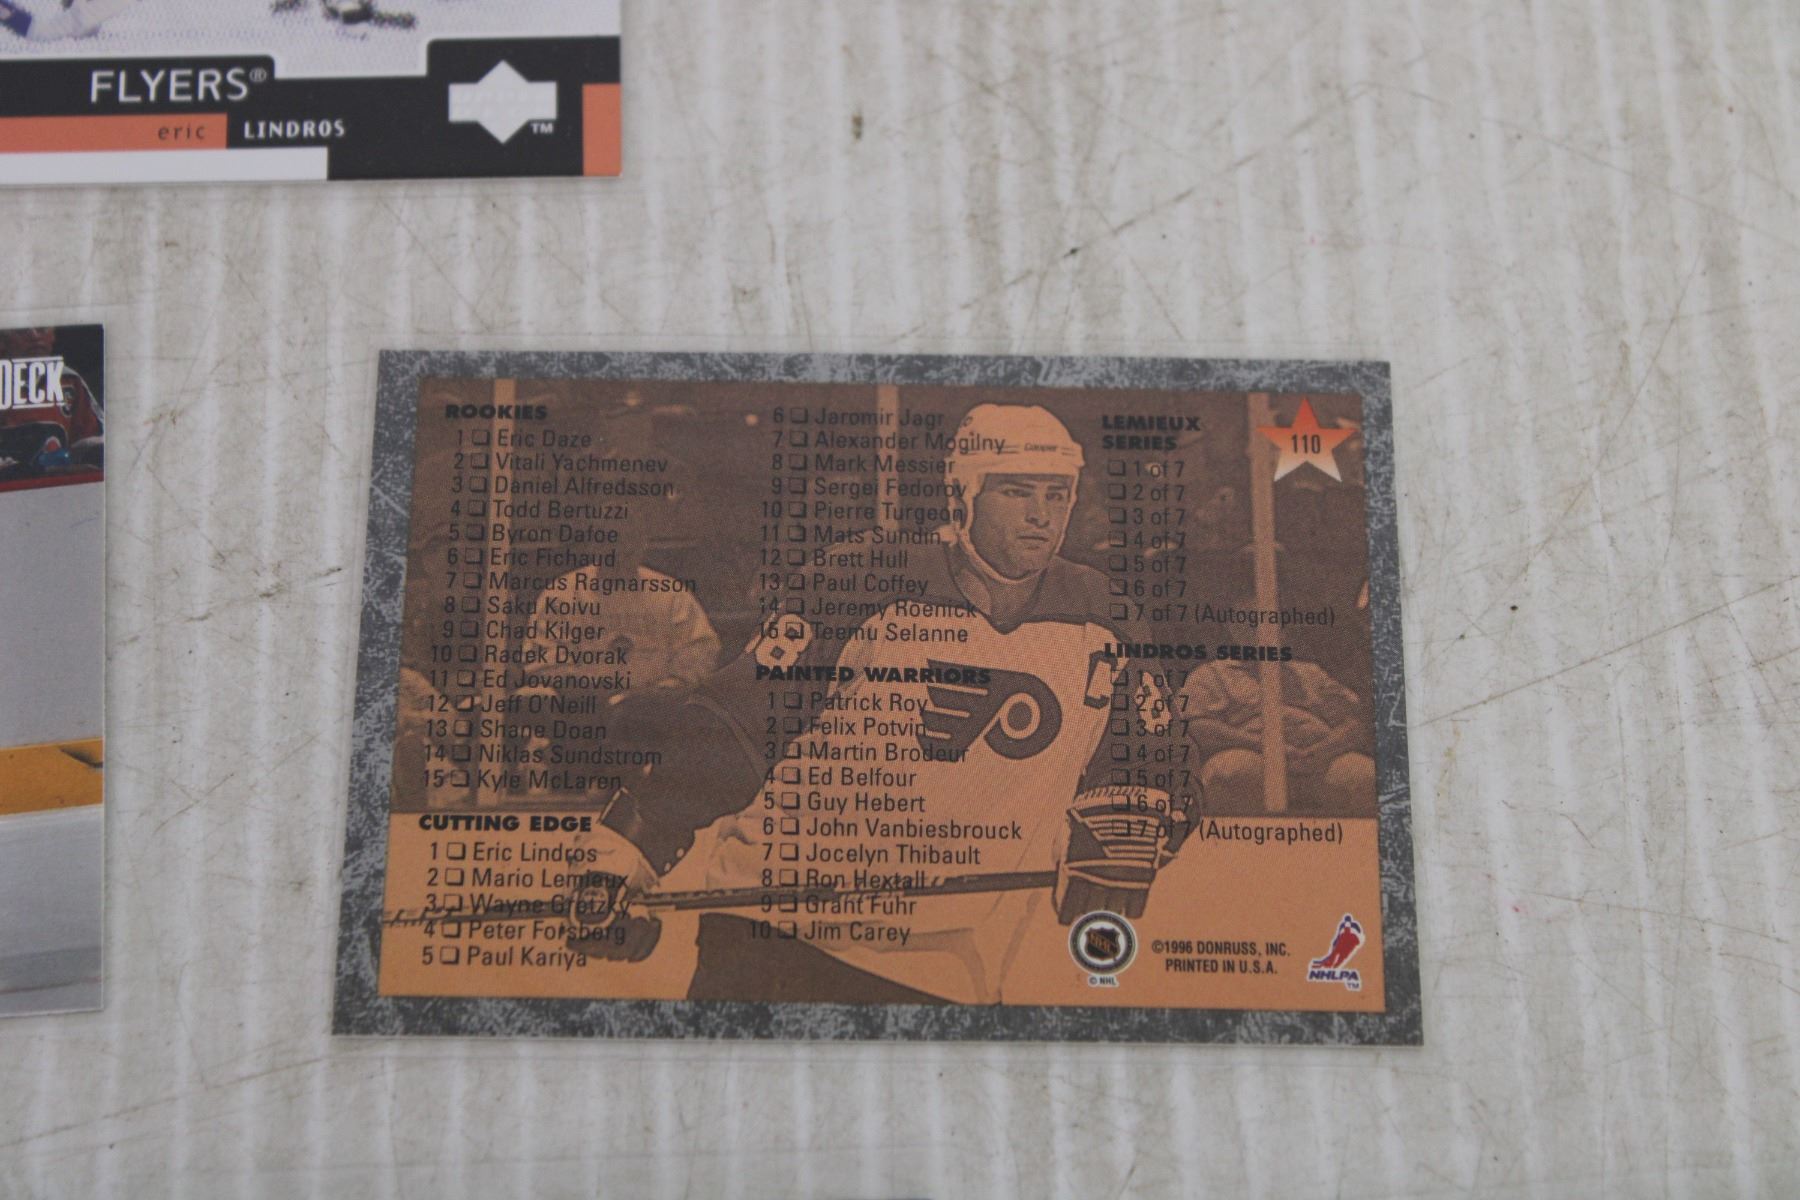 FLYERS®
eric LINDROS
TM
DECK
ROOKIES
1 ❏ Eric Daze
2 ❏ Vitali Yachmenev
3 ❏ Daniel Alfredsson
4 ❏ Todd Bertuzzi
5 ❏ Byron Dafoe
6 ❏ Eric Fichaud
7 ❏ Marcus Ragnarsson
8 ❏ Saku Koivu
9 ❏ Chad Kilger
10 ❏ Radek Dvorak
11 ❏ Ed Jovanovski
12 ❏ Jeff O'Neill
13 ❏ Shane Doan
14 ❏ Niklas Sundstrom
15 ❏ Kyle McLaren
CUTTING EDGE
1 ❏ Eric Lindros
2 ❏ Mario Lemieux
3 ❏ Wayne Gretzky
4 ❏ Peter Forsberg
5 ❏ Paul Kariya
6 ❏ Jaromir Jagr
7 ❏ Alexander Mogilny
8 ❏ Mark Messier
9 ❏ Sergei Fedorov
10 ❏ Pierre Turgeon
11 ❏ Mats Sundin
12 ❏ Brett Hull
13 ❏ Paul Coffey
14 ❏ Jeremy Roenick
15 ❏ Teemu Selanne
PAINTED WARRIORS
1 ❏ Patrick Roy
2 ❏ Felix Potvin
3 ❏ Martin Brodeur
4 ❏ Ed Belfour
5 ❏ Guy Hebert
6 ❏ John Vanbiesbrouck
7 ❏ Jocelyn Thibault
8 ❏ Ron Hextall
9 ❏ Grant Fuhr
10 ❏ Jim Carey
LEMIEUX
SERIES
❏ 1 of 7
❏ 2 of 7
❏ 3 of 7
❏ 4 of 7
❏ 5 of 7
❏ 6 of 7
❏ 7 of 7 (Autographed)
LINDROS SERIES
❏ 1 of 7
❏ 2 of 7
❏ 3 of 7
❏ 4 of 7
❏ 5 of 7
❏ 6 of 7
❏ 7 of 7 (Autographed)
110
Cooper
88
C
NHL
© NHL
©1996 DONRUSS, INC.
PRINTED IN U.S.A.
NHLPA
TM